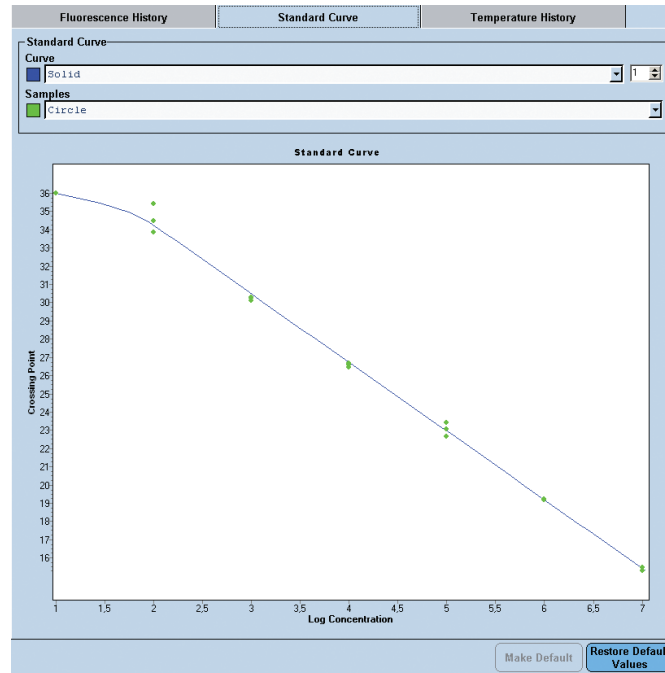 Fluorescence History Standard Curve Temperature History
Standard Curve
Curve
Solid 1
Samples
Circle
Standard Curve
36
35
34
33
32
31
30
29
28
27
26
25
24
23
22
21
20
19
18
17
16
Crossing Point
1 1,5 2 2,5 3 3,5 4 4,5 5 5,5 6 6,5 7
Log Concentration
Make Default Restore Defaul
Values